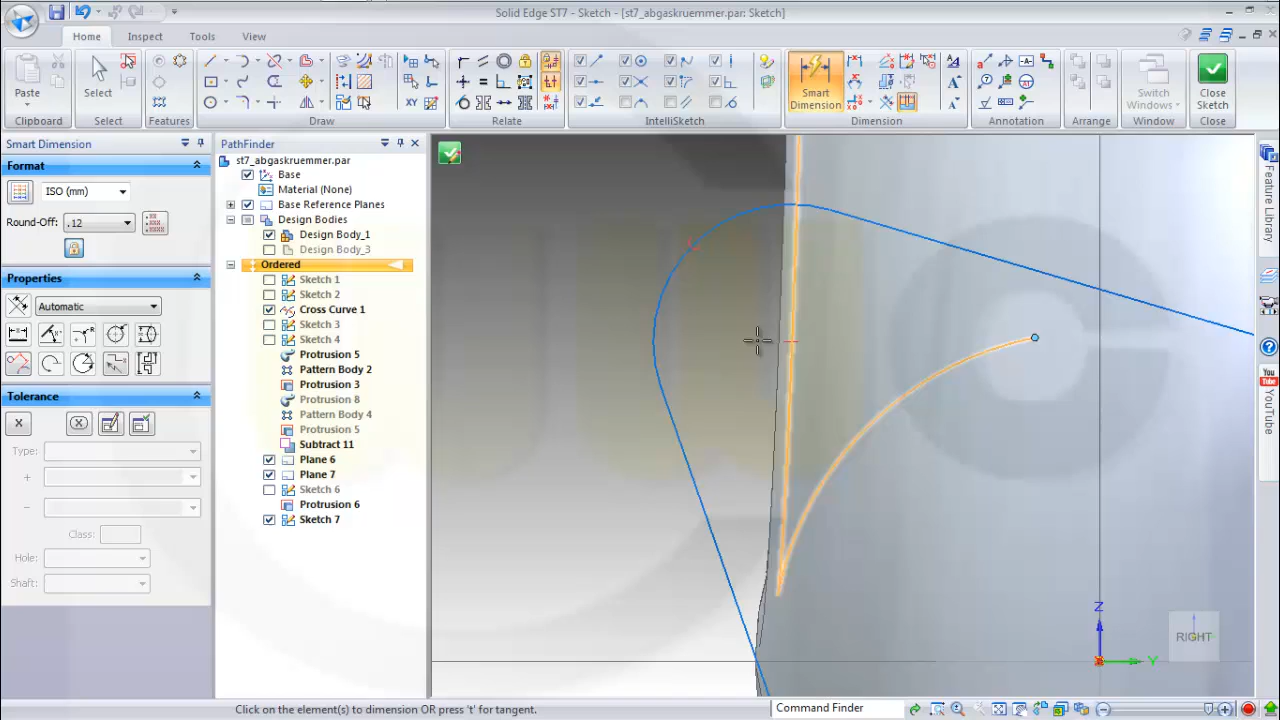 Solid Edge ST7 - Sketch - [st7_abgaskruemmer.par: Sketch]
Home Inspect Tools View
Paste Select Smart Dimension Switch Windows Close Sketch
Clipboard Select Features Draw Relate IntelliSketch Dimension Annotation Arrange Window Close
Smart Dimension
Format
ISO (mm)
Round-Off: .12
Properties
Automatic
Tolerance
Type:
+
−
Class:
Hole:
Shaft:
PathFinder
st7_abgaskruemmer.par
Base
Material (None)
Base Reference Planes
Design Bodies
Design Body_1
Design Body_3
Ordered
Sketch 1
Sketch 2
Cross Curve 1
Sketch 3
Sketch 4
Protrusion 5
Pattern Body 2
Protrusion 3
Protrusion 8
Pattern Body 4
Protrusion 5
Subtract 11
Plane 6
Plane 7
Sketch 6
Protrusion 6
Sketch 7
Z
Y
RIGHT
Feature Library
You
Tube
YouTube
Click on the element(s) to dimension OR press 't' for tangent.
Command Finder